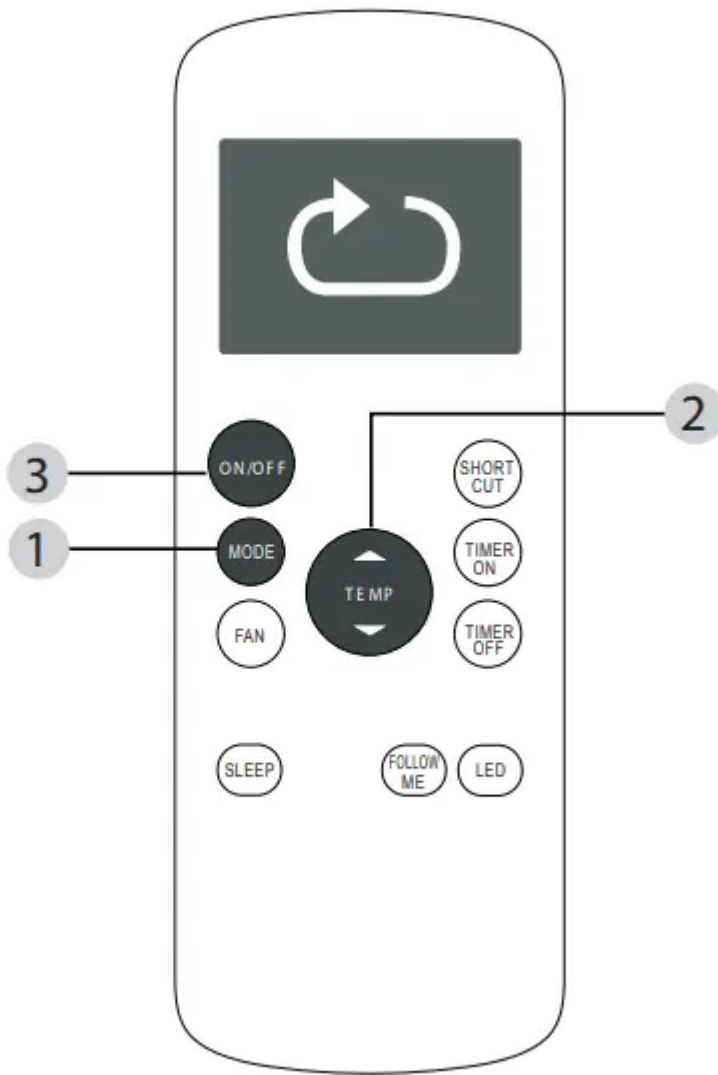 2
ON/OFF
3
SHORT
CUT
1
MODE
TEMP
TIMER
ON
FAN
TIMER
OFF
SLEEP
FOLLOW
ME
LED